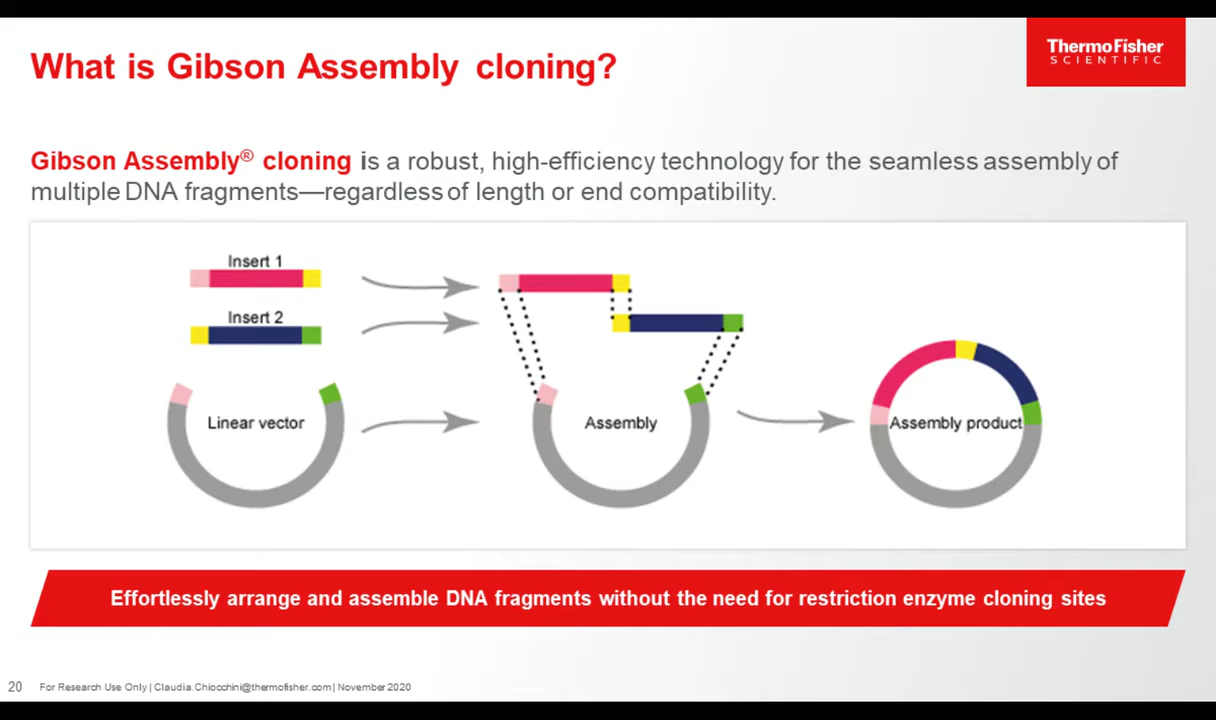 What is Gibson Assembly cloning?
ThermoFisher
SCIENTIFIC
Gibson Assembly® cloning is a robust, high-efficiency technology for the seamless assembly of
multiple DNA fragments—regardless of length or end compatibility.
Insert 1
Insert 2
Linear vector
Assembly
Assembly product
Effortlessly arrange and assemble DNA fragments without the need for restriction enzyme cloning sites
20 For Research Use Only | Claudia.Chiocchini@thermofisher.com | November 2020